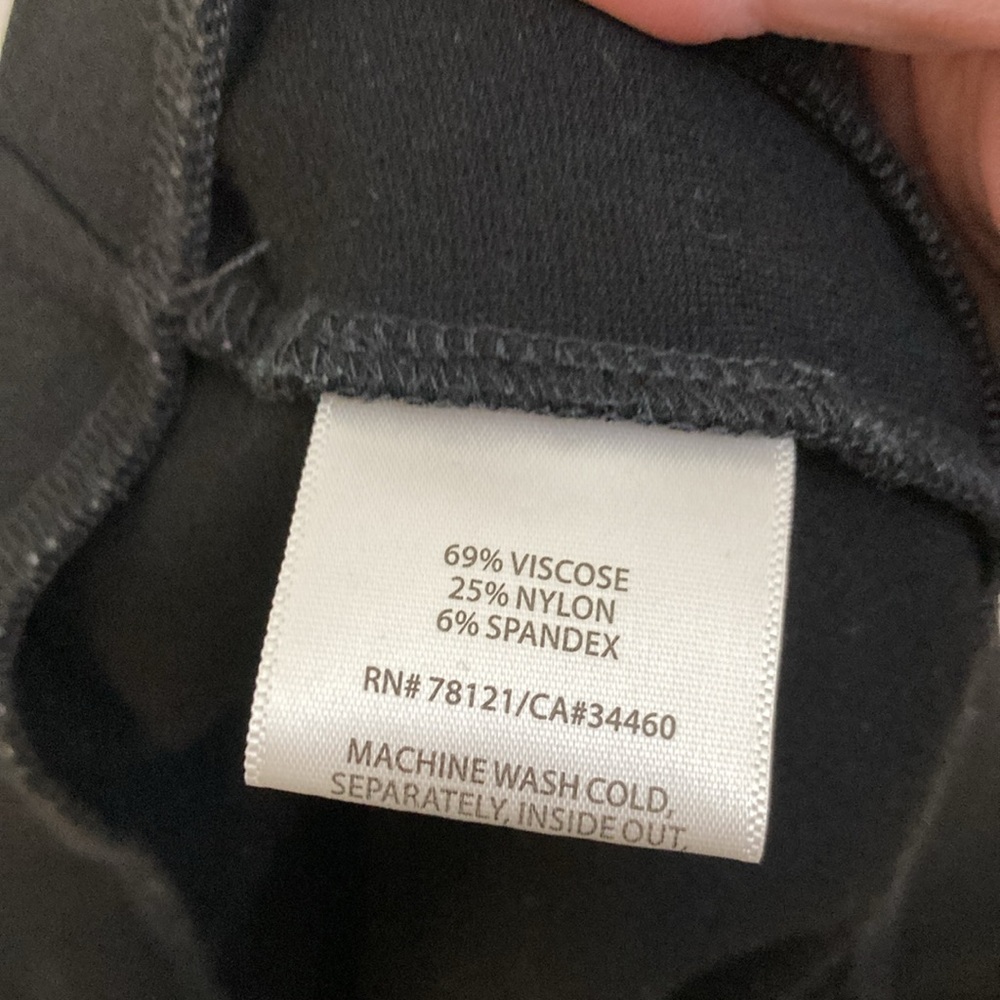 69% VISCOSE
25% NYLON
6% SPANDEX
RN# 78121/CA#34460
MACHINE WASH COLD,
SEPARATELY, INSIDE OUT,